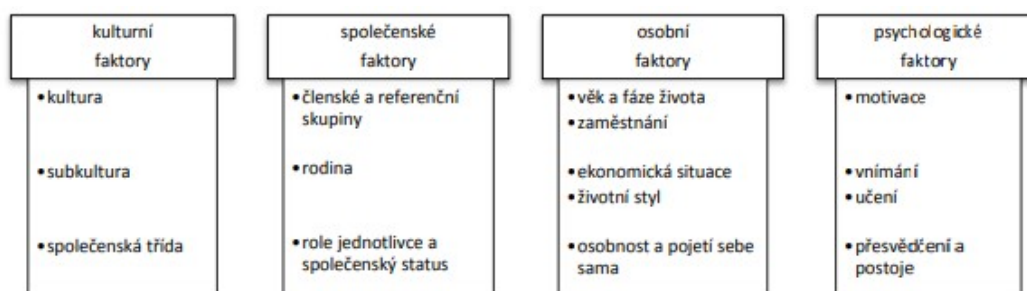 kulturní
faktory
• kultura
• subkultura
• společenská třída
společenské
faktory
• členské a referenční
skupiny
• rodina
• role jednotlivce a
společenský status
osobní
faktory
• věk a fáze života
• zaměstnání
• ekonomická situace
• životní styl
• osobnost a pojetí sebe
sama
psychologické
faktory
• motivace
• vnímání
• učení
• přesvědčení a
postoje